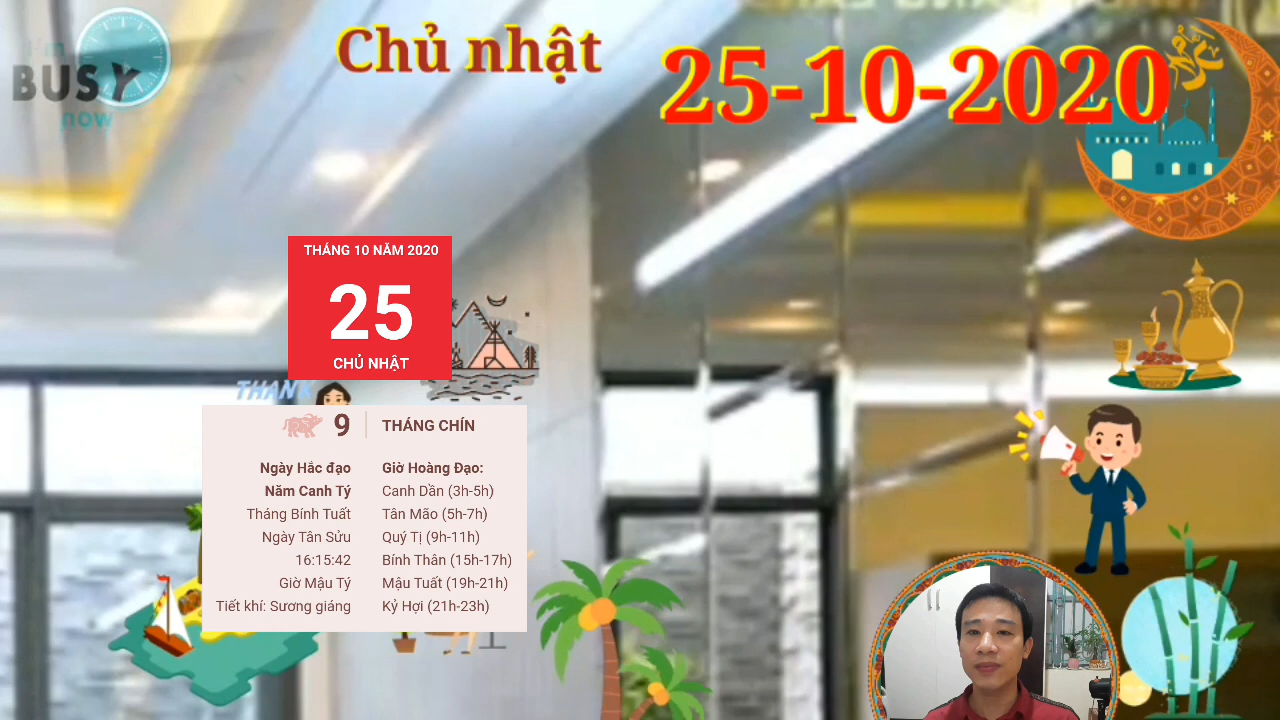 I'm
BUSY
now
Chủ nhật
25-10-2020
THÁNG 10 NĂM 2020
25
CHỦ NHẬT
THANK
9 THÁNG CHÍN
Ngày Hắc đạo
Năm Canh Tý
Tháng Bính Tuất
Ngày Tân Sửu
16:15:42
Giờ Mậu Tý
Tiết khí: Sương giáng
Giờ Hoàng Đạo:
Canh Dần (3h-5h)
Tân Mão (5h-7h)
Quý Tị (9h-11h)
Bính Thân (15h-17h)
Mậu Tuất (19h-21h)
Kỷ Hợi (21h-23h)